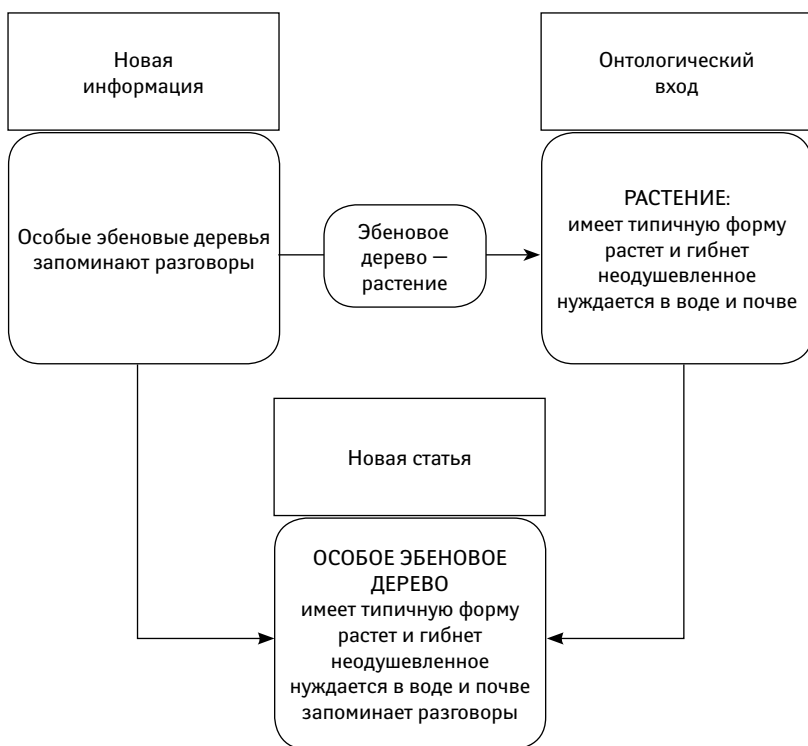 Новая
информация
Онтологический
вход
Особые эбеновые деревья
запоминают разговоры
Эбеновое
дерево —
растение
РАСТЕНИЕ:
имеет типичную форму
растет и гибнет
неодушевленное
нуждается в воде и почве
Новая статья
ОСОБОЕ ЭБЕНОВОЕ
ДЕРЕВО
имеет типичную форму
растет и гибнет
неодушевленное
нуждается в воде и почве
запоминает разговоры